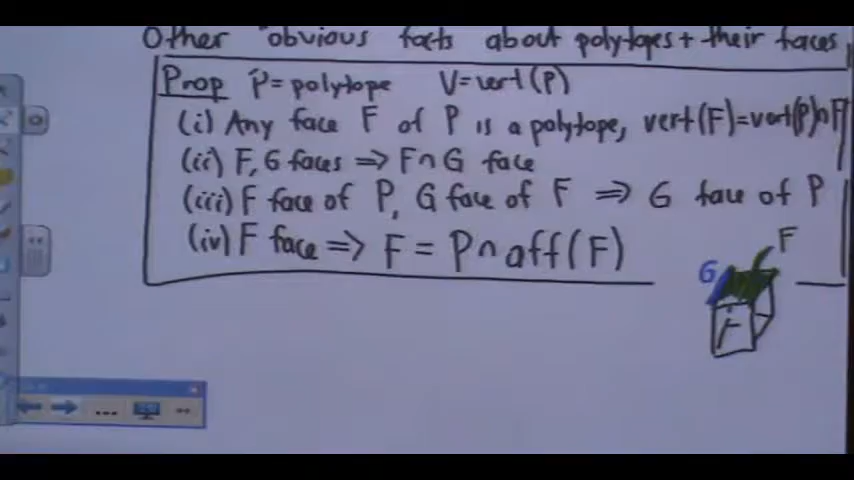 Other "obvious" facts about polytopes + their faces
Prop P = polytope V = vert(P)
(i) Any face F of P is a polytope, vert(F) = vert(P) ∩ F
(ii) F, G faces ⇒ F ∩ G face
(iii) F face of P, G face of F ⇒ G face of P
(iv) F face ⇒ F = P ∩ aff(F)
F
G